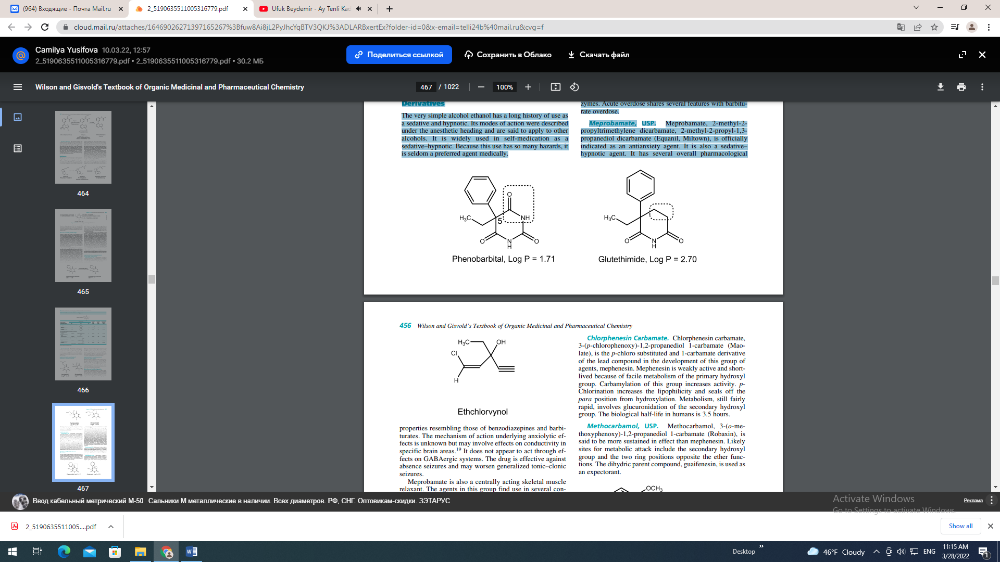 (964) Входящие - Почта Mail.ru
2_5190635511005316779.pdf
Ufuk Beydemir - Ay Tenli Kad
cloud.mail.ru/attaches/16469026271397165267%3Bfuw8Ai8jL2PyJhcYqBTV3QKJ%3ADLARBxertEx?folder-id=0&x-email=telli24b%40mail.ru&cvg=f
Camilya Yusifova 10.03.22, 12:57
2_5190635511005316779.pdf • 2_5190635511005316779.pdf • 30.2 МБ
Поделиться ссылкой
Сохранить в Облако
Скачать файл
Wilson and Gisvold's Textbook of Organic Medicinal and Pharmaceutical Chemistry
467 / 1022
100%
464
465
466
467
Derivatives
The very simple alcohol ethanol has a long history of use as
a sedative and hypnotic. Its modes of action were described
under the anesthetic heading and are said to apply to other
alcohols. It is widely used in self-medication as a
sedative–hypnotic. Because this use has so many hazards, it
is seldom a preferred agent medically.
zymes. Acute overdose shares several features with barbitu-
rate overdose.
Meprobamate, USP. Meprobamate, 2-methyl-2-
propyltrimethylene dicarbamate, 2-methyl-2-propyl-1,3-
propanediol dicarbamate (Equanil, Miltown), is officially
indicated as an antianxiety agent. It is also a sedative–
hypnotic agent. It has several overall pharmacological
O
H3C
5
NH
O
N
H
O
Phenobarbital, Log P = 1.71
H3C
O
N
H
O
Glutethimide, Log P = 2.70
456 Wilson and Gisvold's Textbook of Organic Medicinal and Pharmaceutical Chemistry
H3C
OH
Cl
H
Ethchlorvynol
properties resembling those of benzodiazepines and barbi-
turates. The mechanism of action underlying anxiolytic ef-
fects is unknown but may involve effects on conductivity in
specific brain areas.19 It does not appear to act through ef-
fects on GABAergic systems. The drug is effective against
absence seizures and may worsen generalized tonic–clonic
seizures.
Meprobamate is also a centrally acting skeletal muscle
relaxant. The agents in this group find use in several con-
Chlorphenesin Carbamate. Chlorphenesin carbamate,
3-(p-chlorophenoxy)-1,2-propanediol 1-carbamate (Mao-
late), is the p-chloro substituted and 1-carbamate derivative
of the lead compound in the development of this group of
agents, mephenesin. Mephenesin is weakly active and short-
lived because of facile metabolism of the primary hydroxyl
group. Carbamylation of this group increases activity. p-
Chlorination increases the lipophilicity and seals off the
para position from hydroxylation. Metabolism, still fairly
rapid, involves glucuronidation of the secondary hydroxyl
group. The biological half-life in humans is 3.5 hours.
Methocarbamol, USP. Methocarbamol, 3-(o-me-
thoxyphenoxy)-1,2-propanediol 1-carbamate (Robaxin), is
said to be more sustained in effect than mephenesin. Likely
sites for metabolic attack include the secondary hydroxyl
group and the two ring positions opposite the ether func-
tions. The dihydric parent compound, guaifenesin, is used as
an expectorant.
OCH3
Ввод кабельный метрический М-50 Сальники М металлические в наличии. Всех диаметров. РФ, СНГ. Оптовикам-скидки. ЗЭТАРУС
Реклама
Activate Windows
Go to Settings to activate Windows.
2_5190635511005....pdf
Show all
Desktop
46°F Cloudy
ENG
11:15 AM
3/28/2022
1